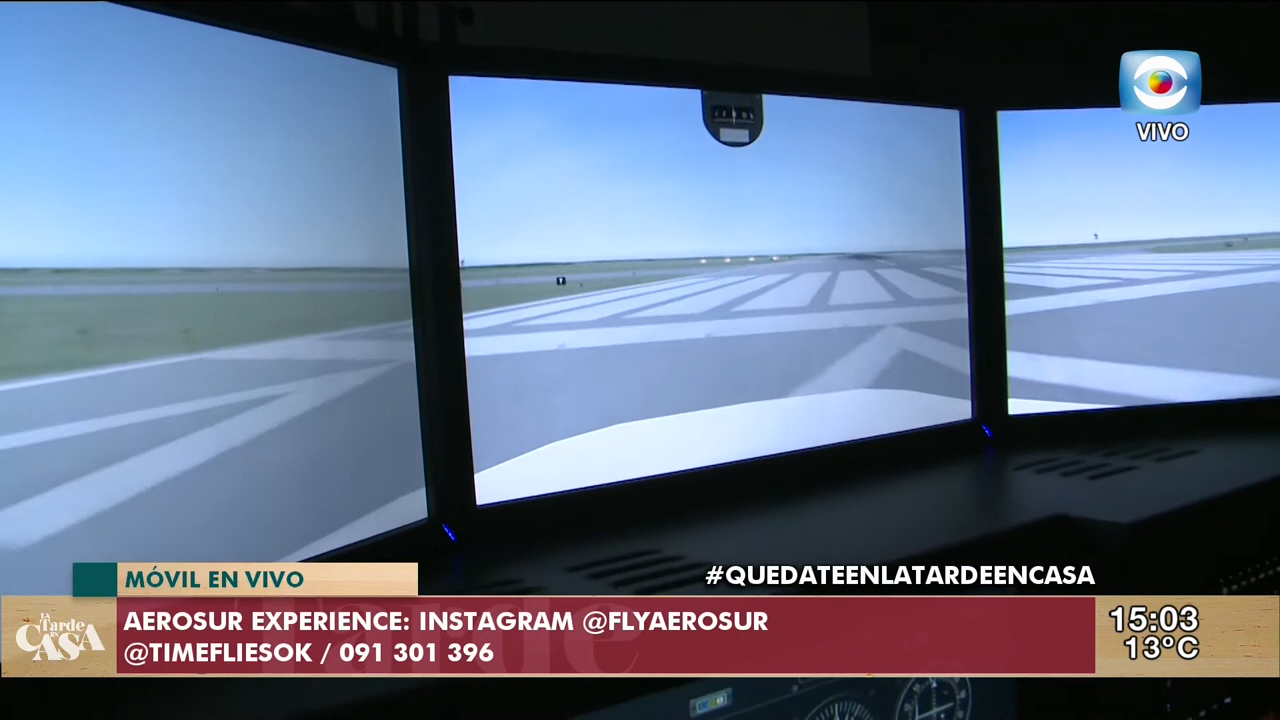 VIVO
MÓVIL EN VIVO
#QUEDATEENLATARDEENCASA
LA
Tarde
EN
CASA
AEROSUR EXPERIENCE: INSTAGRAM @FLYAEROSUR
@TIMEFLIESOK / 091 301 396
15:03
13°C